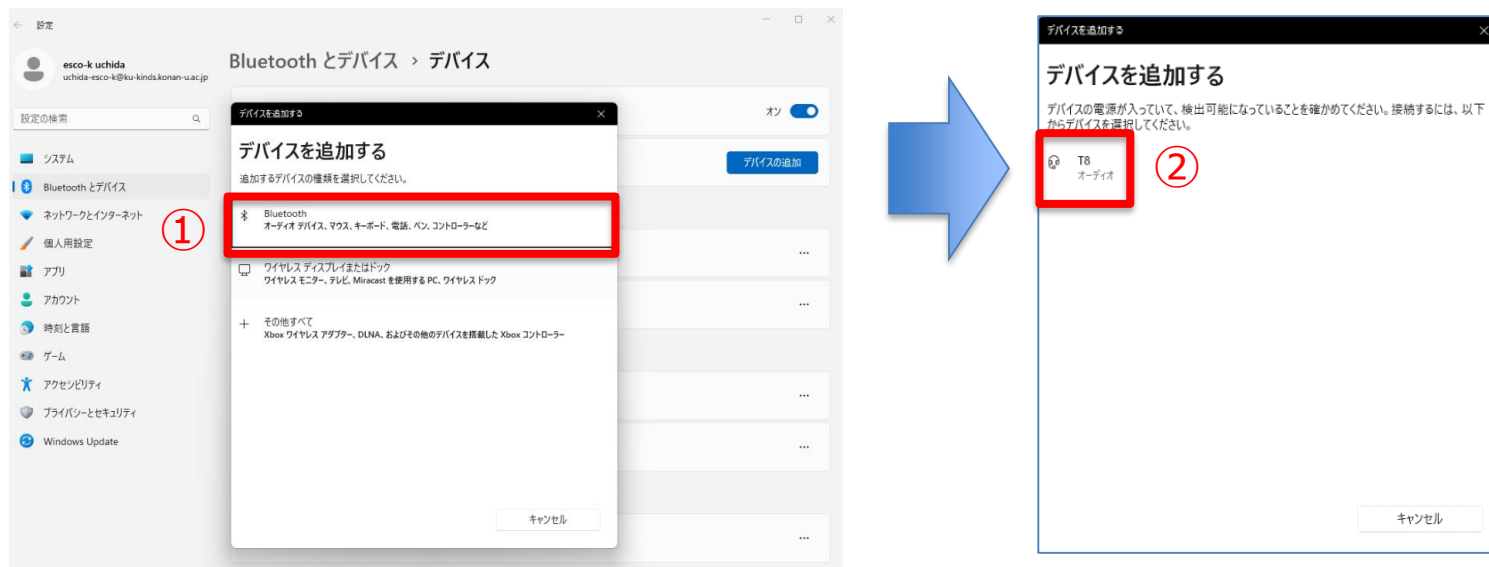 設定
esco-k uchida
uchida-esco-k@ku-kinds.konan-u.ac.jp
設定の検索
システム
Bluetooth とデバイス
ネットワークとインターネット
個人用設定
アプリ
アカウント
時刻と言語
ゲーム
アクセシビリティ
プライバシーとセキュリティ
Windows Update
Bluetooth とデバイス › デバイス
オン
デバイスの追加
①
デバイスを追加する
デバイスを追加する
追加するデバイスの種類を選択してください。
Bluetooth
オーディオ デバイス、マウス、キーボード、電話、ペン、コントローラーなど
ワイヤレス ディスプレイまたはドック
ワイヤレス モニター、テレビ、Miracast を使用する PC、ワイヤレス ドック
その他すべて
Xbox ワイヤレス アダプター、DLNA、およびその他のデバイスを搭載した Xbox コントローラー
キャンセル
デバイスを追加する
デバイスを追加する
デバイスの電源が入っていて、検出可能になっていることを確かめてください。接続するには、以下
からデバイスを選択してください。
T8
オーディオ
②
キャンセル